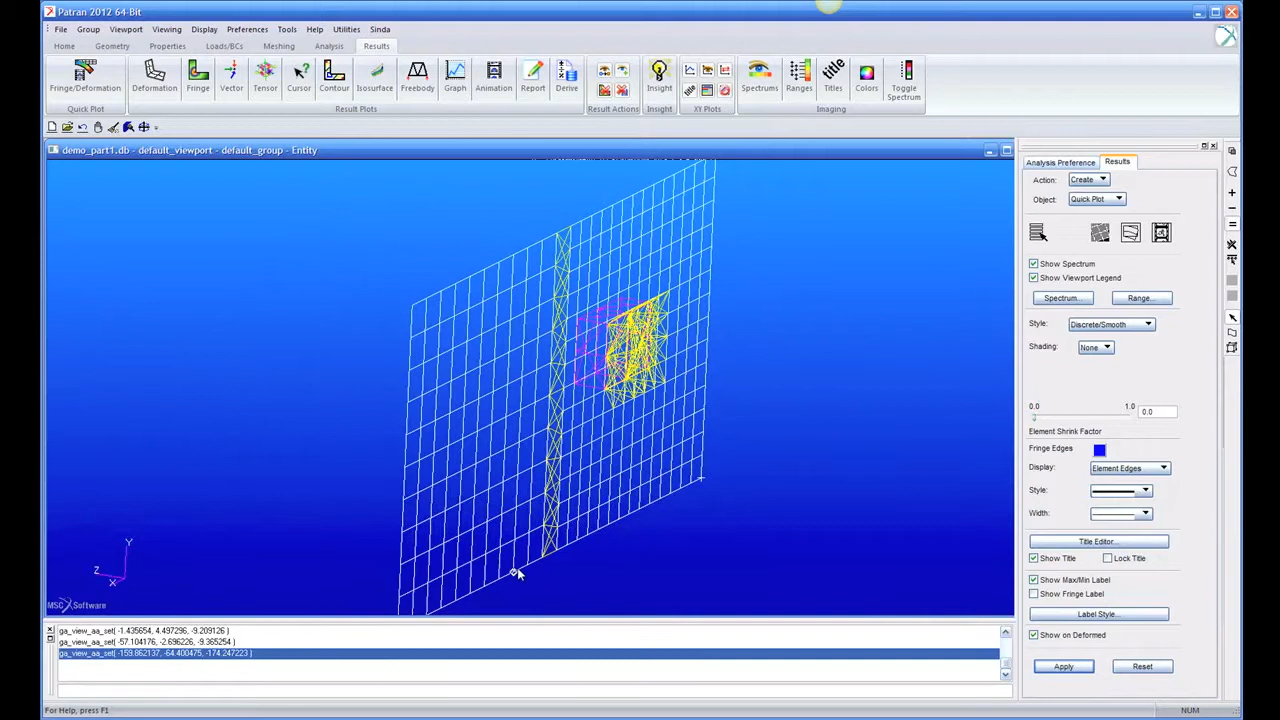 Patran 2012 64-Bit
File Group Viewport Viewing Display Preferences Tools Help Utilities Sinda
Home Geometry Properties Loads/BCs Meshing Analysis Results
Fringe/Deformation Deformation Fringe Vector Tensor Cursor Contour Isosurface Freebody Graph Animation Report Derive Insight Spectrums Ranges Titles Colors Toggle Spectrum
Quick Plot Result Plots Result Actions Insight XY Plots Imaging
demo_part1.db - default_viewport - default_group - Entity
Analysis Preference Results
Action: Create
Object: Quick Plot
Show Spectrum
Show Viewport Legend
Spectrum... Range...
Style: Discrete/Smooth
Shading: None
0.0 1.0 0.0
Element Shrink Factor
Fringe Edges
Display: Element Edges
Style:
Width:
Title Editor...
Show Title Lock Title
Show Max/Min Label
Show Fringe Label
Label Style...
Show on Deformed
Apply Reset
Y
Z
X
MSC Software
ga_view_aa_set( -1.435654, 4.497296, -9.209126 )
ga_view_aa_set( -57.104176, -2.696226, -9.365254 )
ga_view_aa_set( -159.862137, -64.400475, -174.247223 )
For Help, press F1 NUM